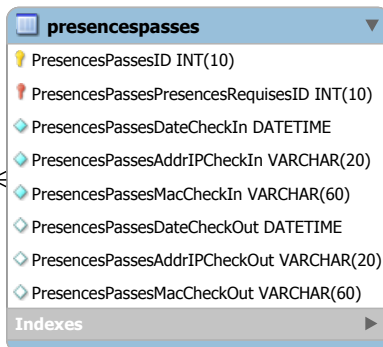 presencespasses
PresencesPassesID INT(10)
PresencesPassesPresencesRequisesID INT(10)
PresencesPassesDateCheckIn DATETIME
PresencesPassesAddrIPCheckIn VARCHAR(20)
PresencesPassesMacCheckIn VARCHAR(60)
PresencesPassesDateCheckOut DATETIME
PresencesPassesAddrIPCheckOut VARCHAR(20)
PresencesPassesMacCheckOut VARCHAR(60)
Indexes